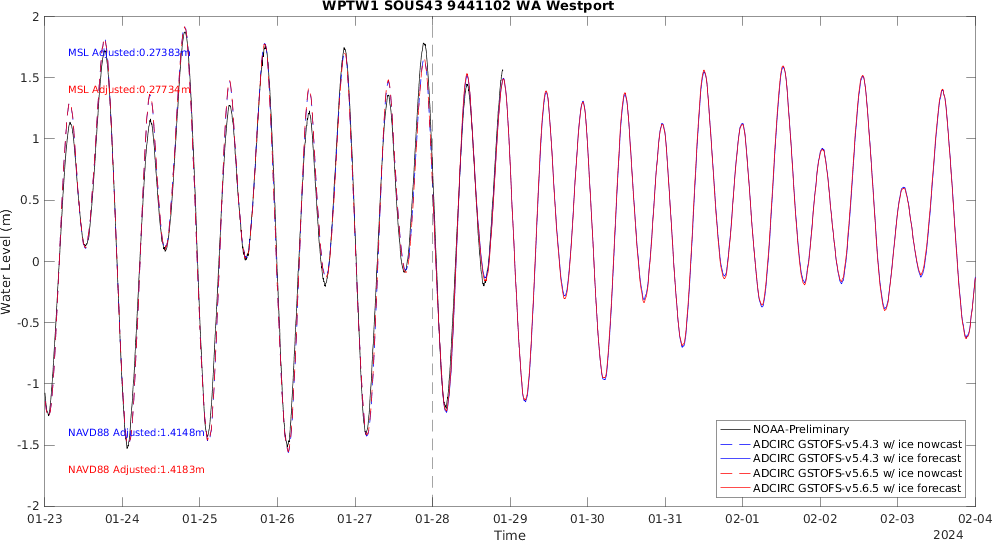 WPTW1 SOUS43 9441102 WA Westport
MSL Adjusted:0.27383m
MSL Adjusted:0.27734m
NAVD88 Adjusted:1.4148m
NAVD88 Adjusted:1.4183m
Water Level (m)
2
1.5
1
0.5
0
-0.5
-1
-1.5
-2
NOAA-Preliminary
ADCIRC GSTOFS-v5.4.3 w/ ice nowcast
ADCIRC GSTOFS-v5.4.3 w/ ice forecast
ADCIRC GSTOFS-v5.6.5 w/ ice nowcast
ADCIRC GSTOFS-v5.6.5 w/ ice forecast
01-23 01-24 01-25 01-26 01-27 01-28 01-29 01-30 01-31 02-01 02-02 02-03 02-04
Time
2024